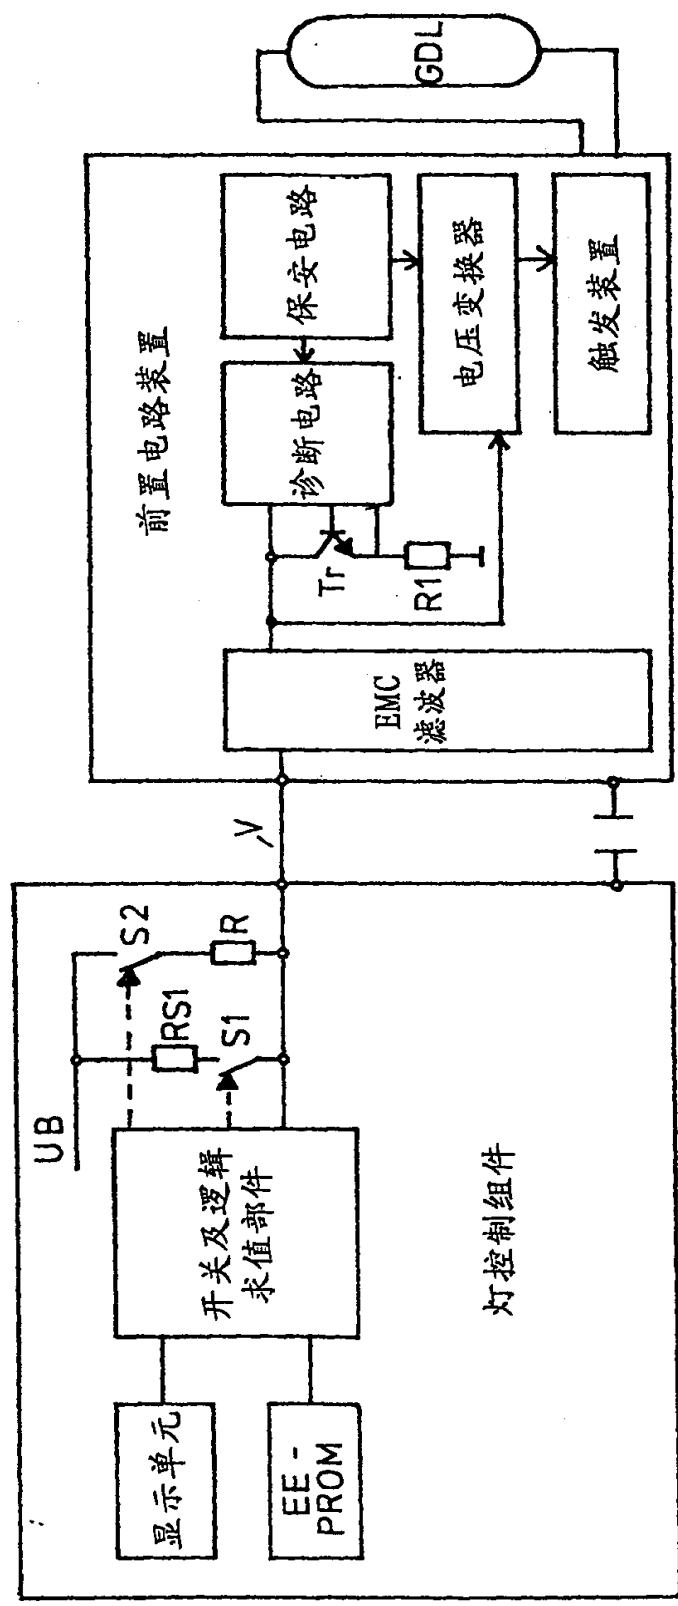 显示单元
EE-
PROM
开关及逻辑
求值部件
UB
RS1
S1
S2
R
灯控制组件
V
前置电路装置
EMC
滤波器
Tr
R1
诊断电路
保安电路
电压变换器
触发装置
GDL